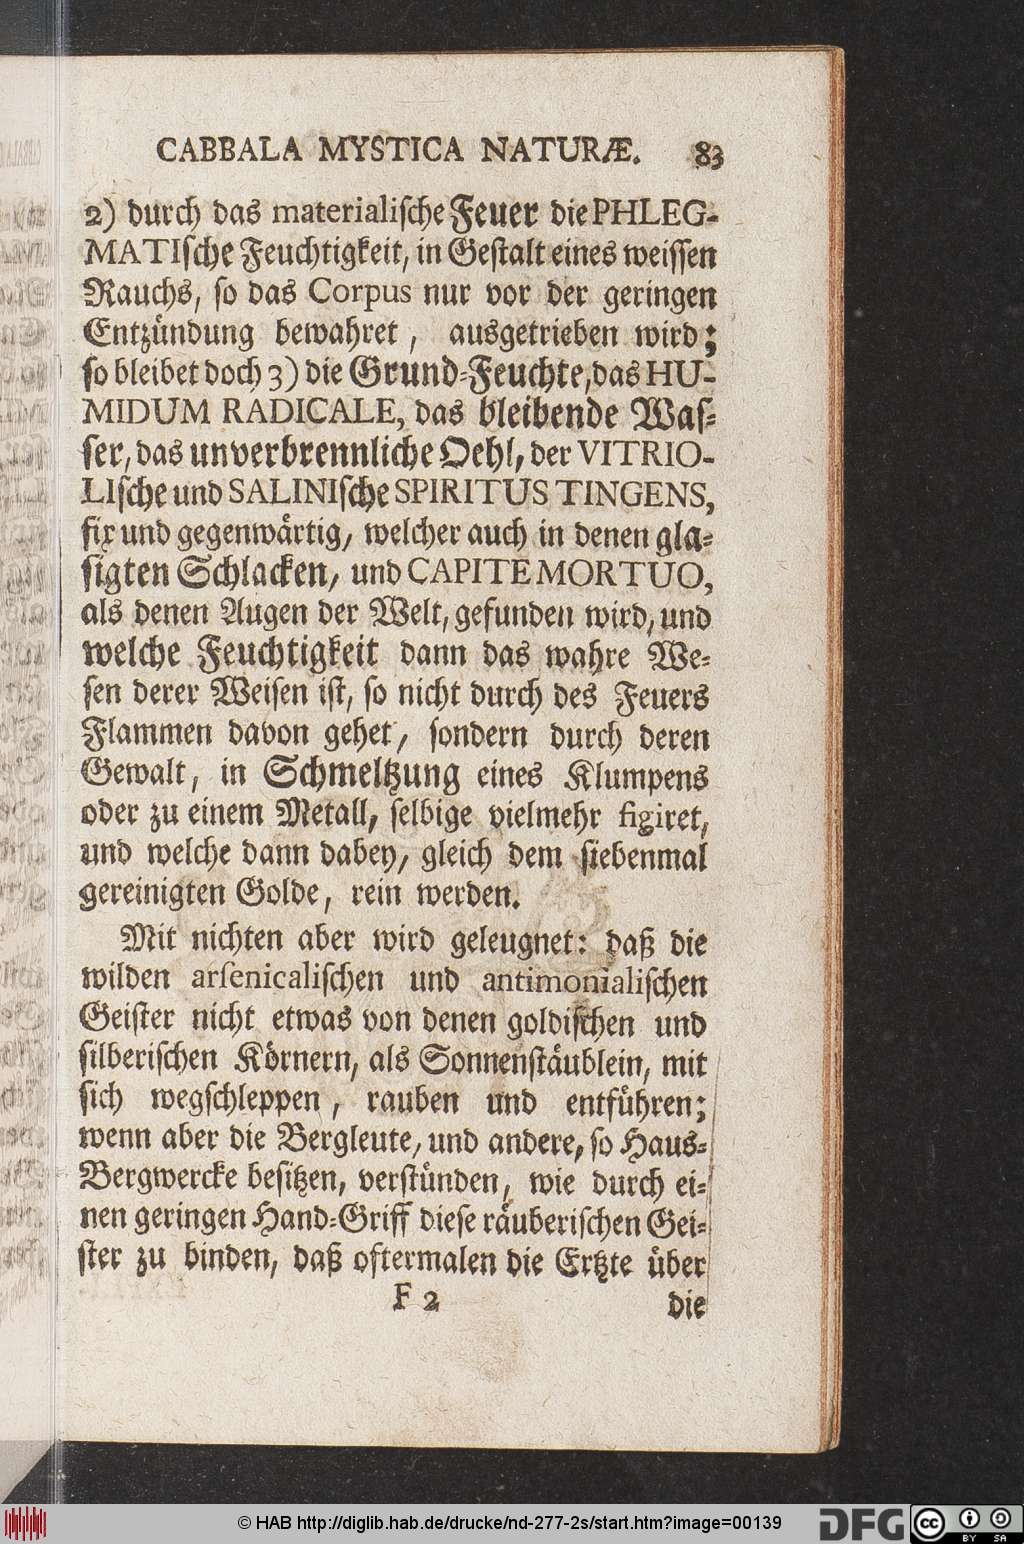 CABBALA MYSTICA NATURÆ. 83
2) durch das materialische Feuer die PHLEG-
MATIsche Feuchtigkeit, in Gestalt eines weissen
Rauchs, so das Corpus nur vor der geringen
Entzündung bewahret, ausgetrieben wird;
so bleibet doch 3) die Grund-Feuchte, das HU-
MIDUM RADICALE, das bleibende Was-
ser, das unverbrennliche Oehl, der VITRIO-
LIsche und SALINIsche SPIRITUS TINGENS,
fix und gegenwärtig, welcher auch in denen gla-
sigten Schlacken, und CAPITE MORTUO,
als denen Augen der Welt, gefunden wird, und
welche Feuchtigkeit dann das wahre We-
sen derer Weisen ist, so nicht durch des Feuers
Flammen davon gehet, sondern durch deren
Gewalt, in Schmeltzung eines Klumpens
oder zu einem Metall, selbige vielmehr figiret,
und welche dann dabey, gleich dem siebenmal
gereinigten Golde, rein werden.
Mit nichten aber wird geleugnet: daß die
wilden arsenicalischen und antimonialischen
Geister nicht etwas von denen goldischen und
silberischen Körnern, als Sonnenstäublein, mit
sich wegschleppen, rauben und entführen;
wenn aber die Bergleute, und andere, so Haus-
Bergwercke besitzen, verstünden, wie durch ei-
nen geringen Hand-Griff diese räuberischen Gei-
ster zu binden, daß oftermalen die Ertzte über
F 2 die
© HAB http://diglib.hab.de/drucke/nd-277-2s/start.htm?image=00139 DFG cc BY SA